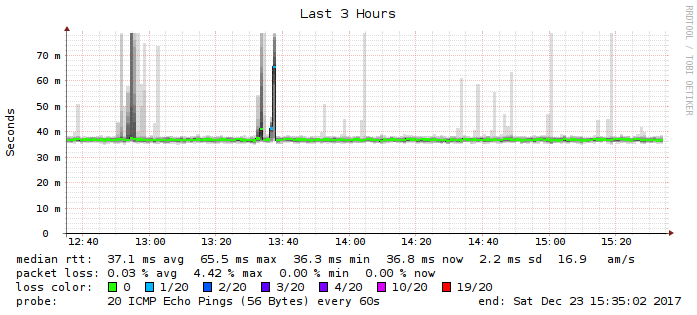 Last 3 Hours
RRDTOOL / TOBI OETIKER
Seconds
70 m
60 m
50 m
40 m
30 m
20 m
10 m
0
12:40 13:00 13:20 13:40 14:00 14:20 14:40 15:00 15:20
median rtt: 37.1 ms avg 65.5 ms max 36.3 ms min 36.8 ms now 2.2 ms sd 16.9 am/s
packet loss: 0.03 % avg 4.42 % max 0.00 % min 0.00 % now
loss color: 0 1/20 2/20 3/20 4/20 10/20 19/20
probe: 20 ICMP Echo Pings (56 Bytes) every 60s end: Sat Dec 23 15:35:02 2017